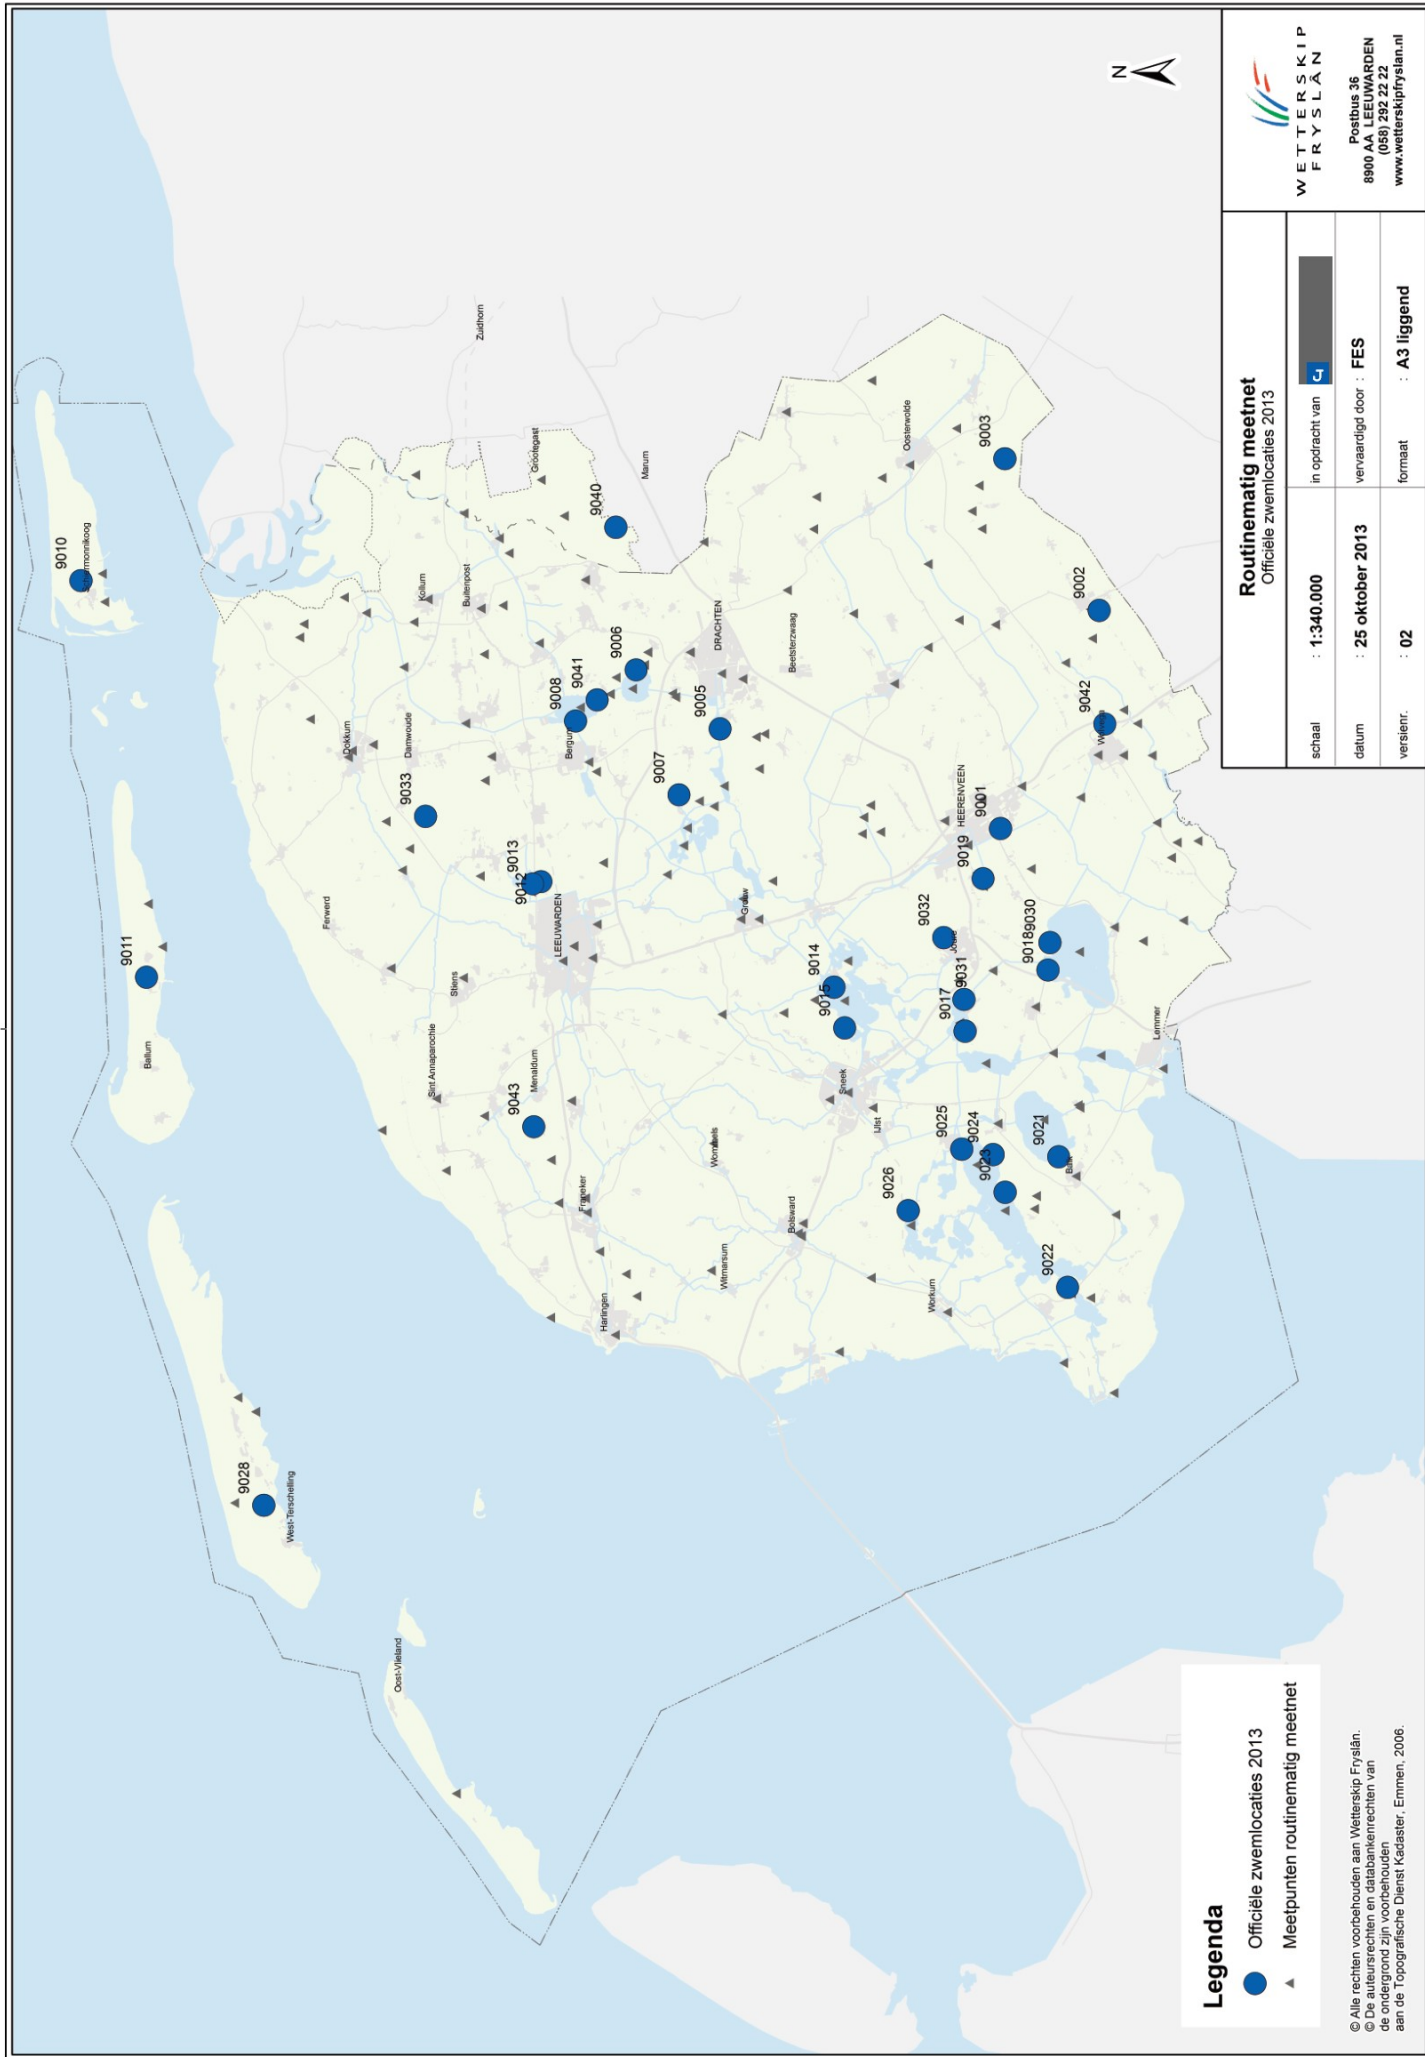 9010
Schiermonnikoog
9011
Ballum
9028
West-Terschelling
Oost-Vlieland
Zuidhorn
Grootegast
9040
Marum
Kollum
Buitenpost
Dokkum
Damwoude
9033
Ferwerd
9041
9006
9008
Bergum
DRACHTEN
9005
9007
Beetsterzwaag
9013
9012
LEEUWARDEN
Stiens
Sint Annaparochie
9043
Menaldum
Franeker
Harlingen
Wommels
Witmarsum
Bolsward
Grouw
9014
9015
Sneek
IJlst
Oosterwolde
9003
9002
9042
Wolvega
HEERENVEEN
9001
9019
9032
Joure
9031
9017
9030
9018
Lemmer
9025
9024
9023
9021
Balk
9026
9022
Workum
N
Legenda
Officiële zwemlocaties 2013
Meetpunten routinematig meetnet
© Alle rechten voorbehouden aan Wetterskip Fryslân.
© De auteursrechten en databankenrechten van
de ondergrond zijn voorbehouden
aan de Topografische Dienst Kadaster, Emmen, 2006.
Routinematig meetnet
Officiële zwemlocaties 2013
schaal : 1:340.000 in opdracht van
datum : 25 oktober 2013 vervaardigd door : FES
versienr. : 02 formaat : A3 liggend
WETTERSKIP
FRYSLÂN
Postbus 36
8900 AA LEEUWARDEN
(058) 292 22 22
www.wetterskipfryslan.nl